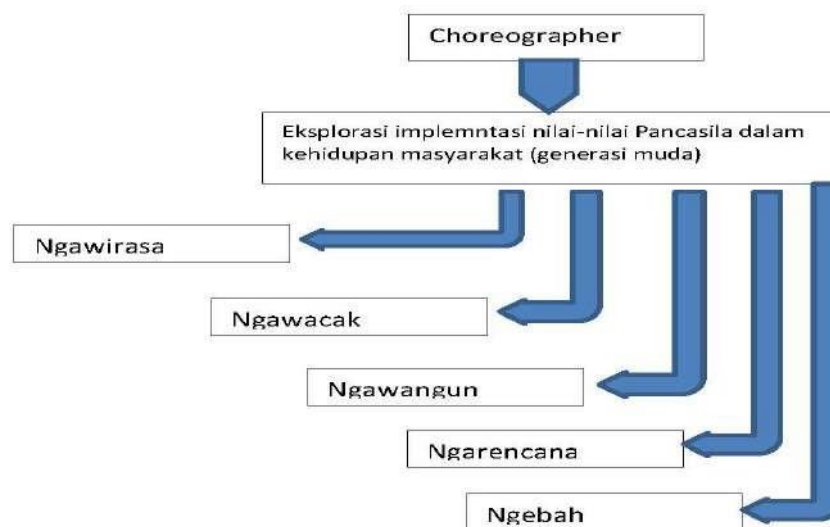 Choreographer
Eksplorasi implemntasi nilai-nilai Pancasila dalam
kehidupan masyarakat (generasi muda)
Ngawirasa
Ngawacak
Ngawangun
Ngarencana
Ngebah